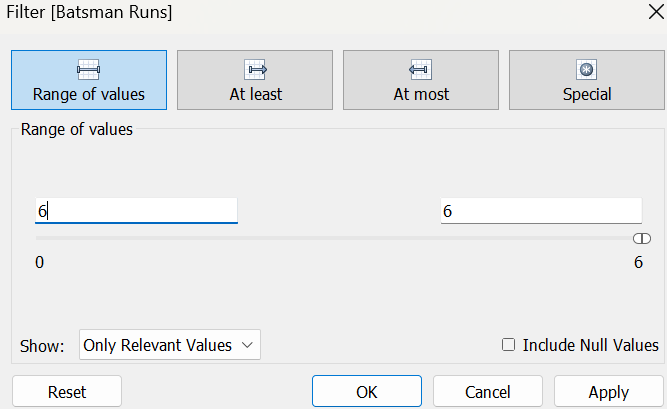 Filter [Batsman Runs]
Range of values
At least
At most
Special
Range of values
6
6
0
6
Show:
Only Relevant Values
Include Null Values
Reset
OK
Cancel
Apply